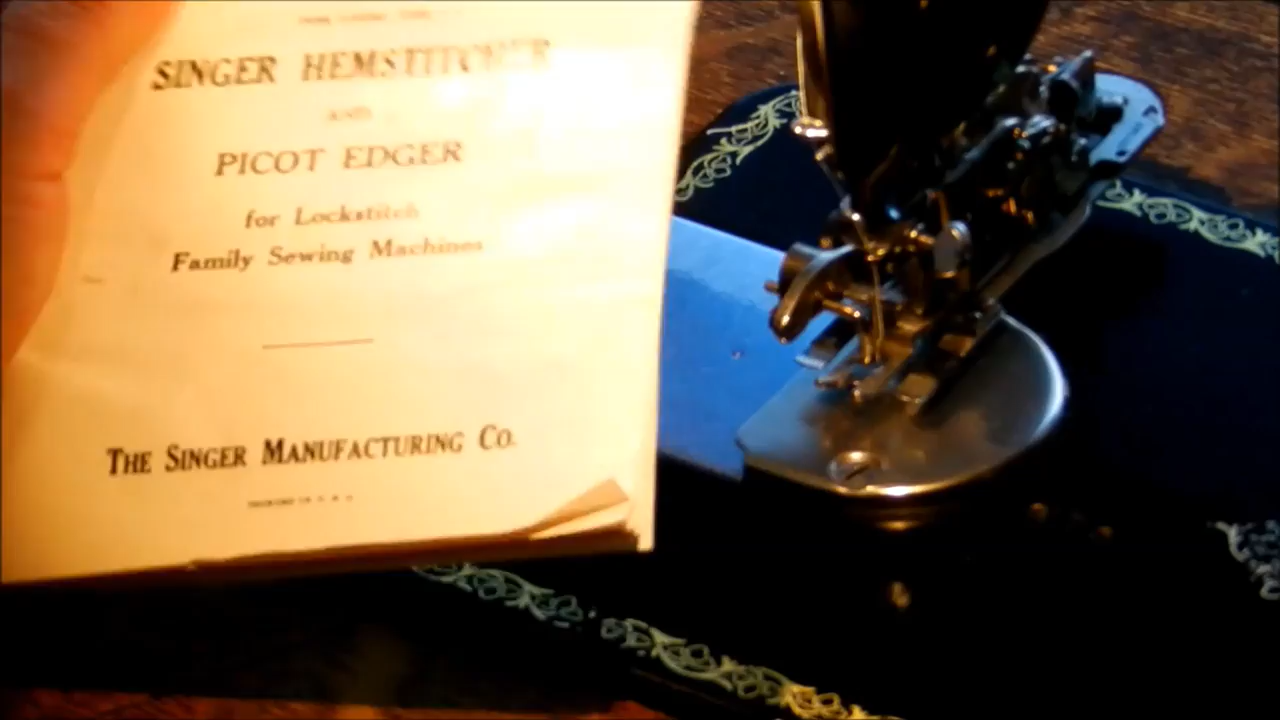 SINGER HEMSTITCHER
AND
PICOT EDGER
for Lockstitch
Family Sewing Machines
THE SINGER MANUFACTURING CO.